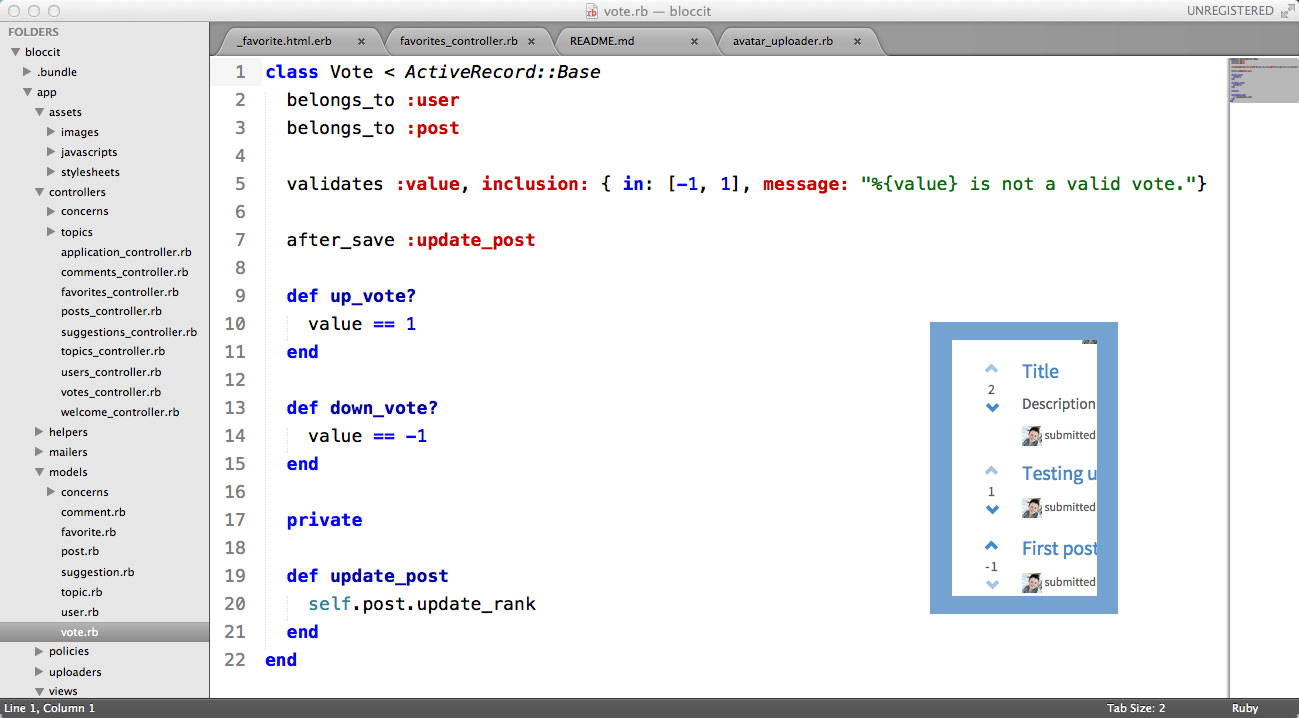 vote.rb — bloccit
UNREGISTERED
FOLDERS
bloccit
.bundle
app
assets
images
javascripts
stylesheets
controllers
concerns
topics
application_controller.rb
comments_controller.rb
favorites_controller.rb
posts_controller.rb
suggestions_controller.rb
topics_controller.rb
users_controller.rb
votes_controller.rb
welcome_controller.rb
helpers
mailers
models
concerns
comment.rb
favorite.rb
post.rb
suggestion.rb
topic.rb
user.rb
vote.rb
policies
uploaders
views
_favorite.html.erb ×
favorites_controller.rb ×
README.md ×
avatar_uploader.rb ×
1 class Vote < ActiveRecord::Base
2 belongs_to :user
3 belongs_to :post
4
5 validates :value, inclusion: { in: [-1, 1], message: "%{value} is not a valid vote."}
6
7 after_save :update_post
8
9 def up_vote?
10 value == 1
11 end
12
13 def down_vote?
14 value == -1
15 end
16
17 private
18
19 def update_post
20 self.post.update_rank
21 end
22 end
Title
2
Description
submitted
Testing u
1
submitted
First post
-1
submitted
Line 1, Column 1
Tab Size: 2
Ruby